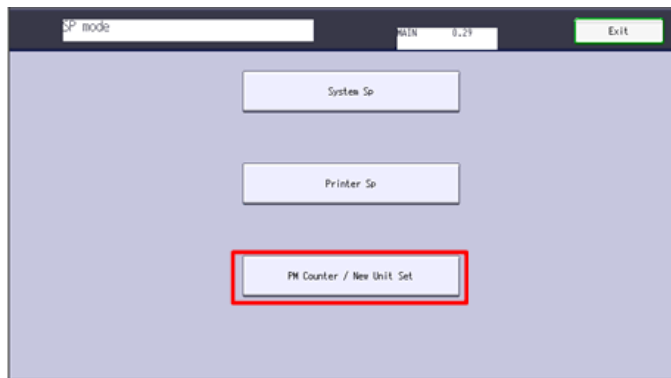 SP mode
MAIN 0.29
Exit
System Sp
Printer Sp
PM Counter / New Unit Set